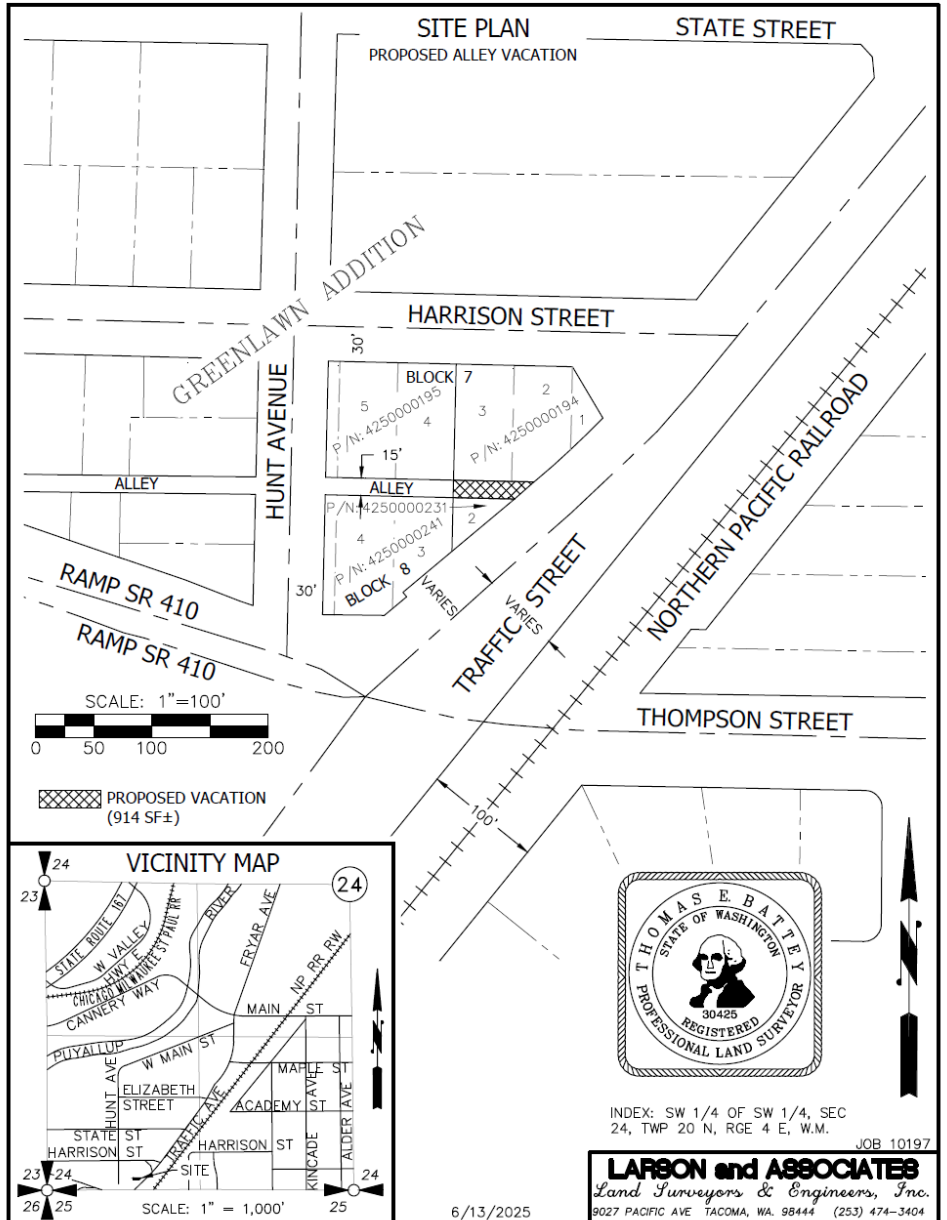 SITE PLAN
PROPOSED ALLEY VACATION
STATE STREET
GREENLAWN ADDITION
HARRISON STREET
HUNT AVENUE
30'
BLOCK 7
5
4
3
2
1
P/N: 4250000195
P/N: 4250000194
15'
ALLEY
ALLEY
P/N: 4250000231
2
4
3
P/N: 4250000241
BLOCK 8
30'
VARIES
VARIES
TRAFFIC STREET
NORTHERN PACIFIC RAILROAD
RAMP SR 410
RAMP SR 410
THOMPSON STREET
100'
SCALE: 1"=100'
0 50 100 200
PROPOSED VACATION
(914 SF±)
VICINITY MAP
24
23
24
STATE ROUTE 167
W VALLEY
HWY E
CHICAGO MILWAUKEE ST PAUL RR
CANNERY WAY
RIVER
FRYAR AVE
NP RR RW
MAIN ST
PUYALLUP
W MAIN ST
HUNT AVE
MAPLE ST
ELIZABETH
STREET
ACADEMY ST
TRAFFIC AVE
STATE ST
HARRISON ST
HARRISON ST
KINCADE AVE
ALDER AVE
SITE
23 24
26 25
24
25
SCALE: 1" = 1,000'
N
N
THOMAS E. BATTEY
STATE OF WASHINGTON
30425
REGISTERED
PROFESSIONAL LAND SURVEYOR
INDEX: SW 1/4 OF SW 1/4, SEC
24, TWP 20 N, RGE 4 E, W.M.
JOB 10197
6/13/2025
LARSON and ASSOCIATES
Land Surveyors & Engineers, Inc.
9027 PACIFIC AVE TACOMA, WA. 98444 (253) 474-3404